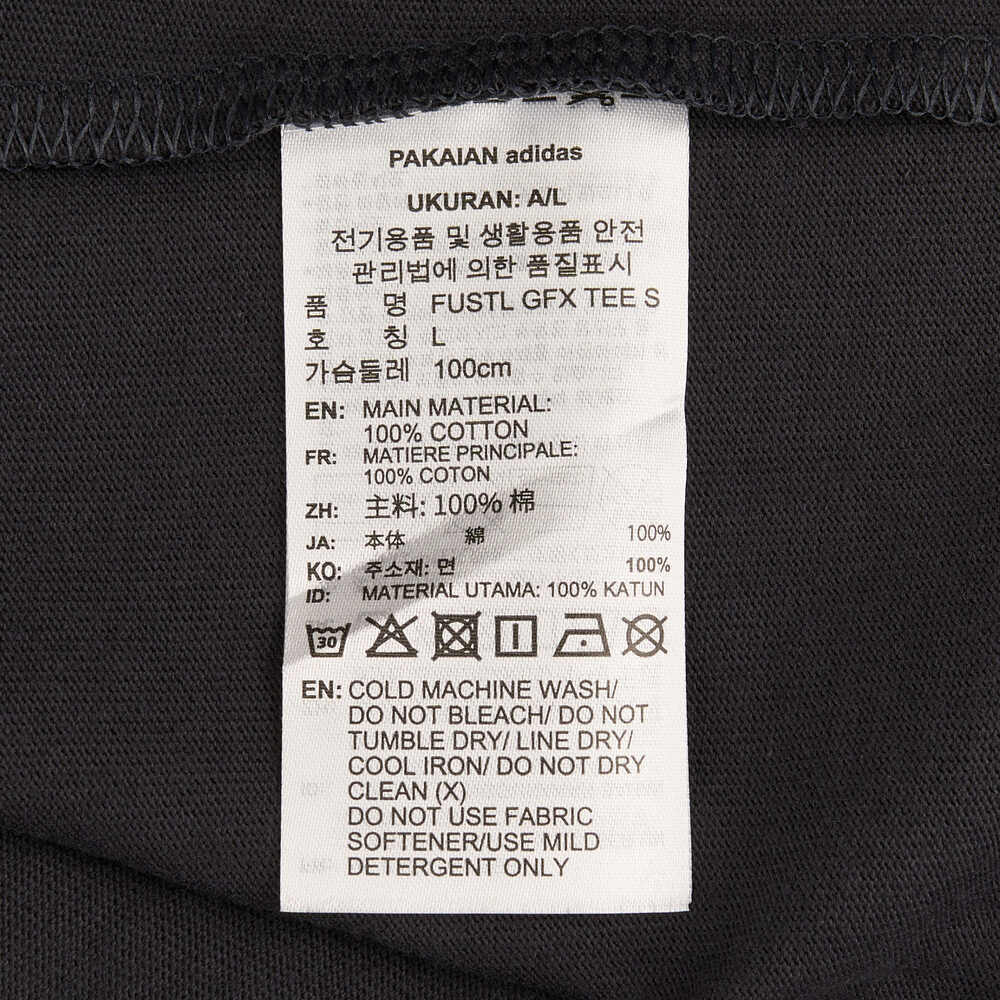 PAKAIAN adidas
UKURAN: A/L
전기용품 및 생활용품 안전
관리법에 의한 품질표시
품 명 FUSTL GFX TEE S
호 칭 L
가슴둘레 100cm
EN: MAIN MATERIAL:
100% COTTON
FR: MATIERE PRINCIPALE:
100% COTON
ZH: 主料: 100% 棉
JA: 本体 綿 100%
KO: 주소재: 면 100%
ID: MATERIAL UTAMA: 100% KATUN
30
EN: COLD MACHINE WASH/
DO NOT BLEACH/ DO NOT
TUMBLE DRY/ LINE DRY/
COOL IRON/ DO NOT DRY
CLEAN (X)
DO NOT USE FABRIC
SOFTENER/USE MILD
DETERGENT ONLY